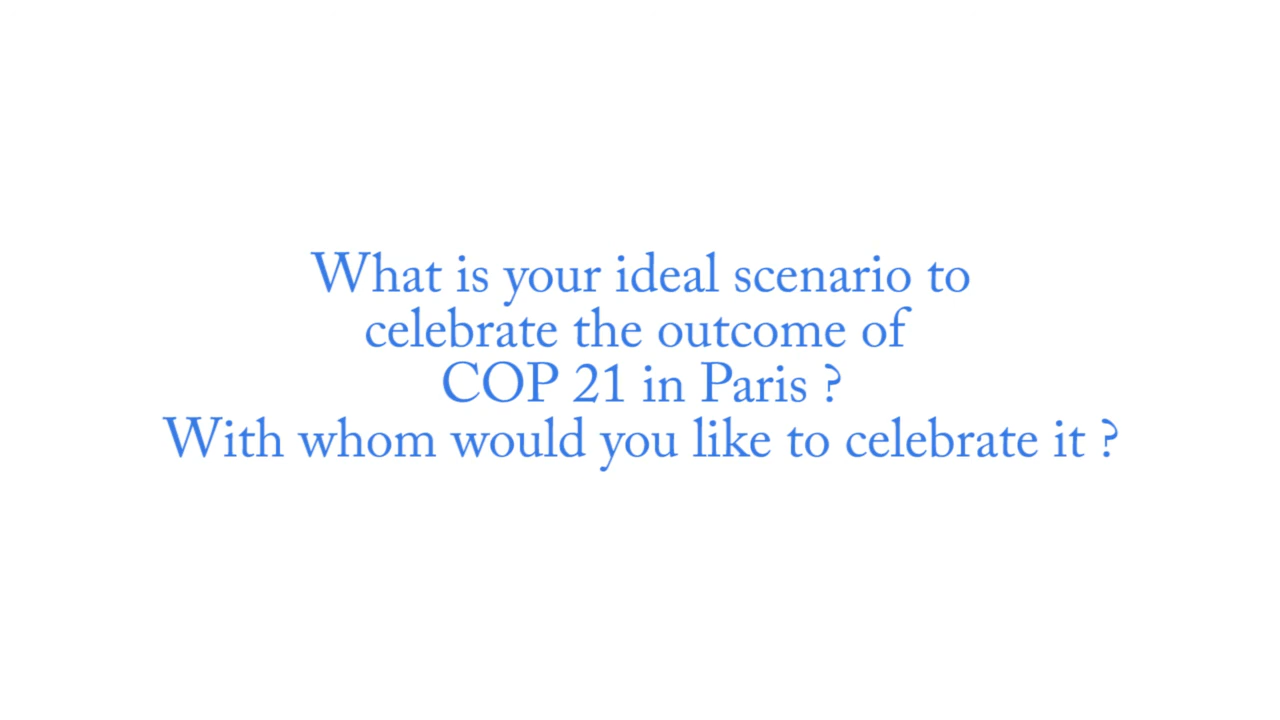 What is your ideal scenario to
celebrate the outcome of
COP 21 in Paris ?
With whom would you like to celebrate it ?